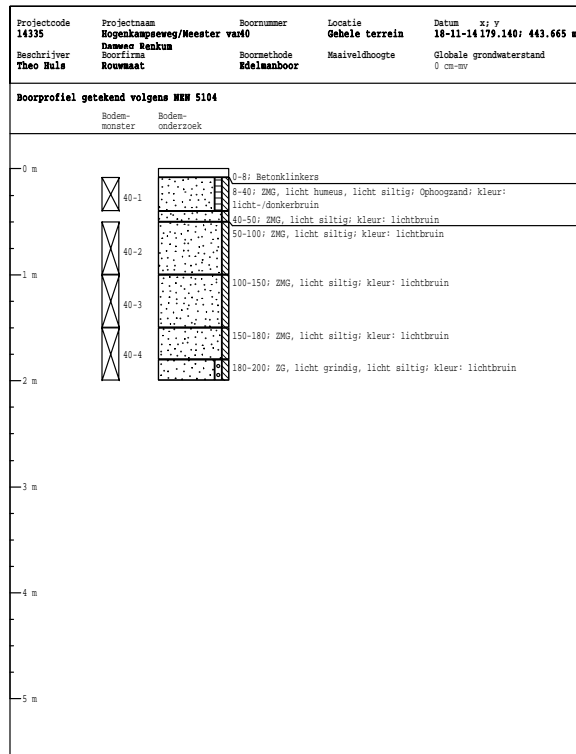 Projectcode Projectnaam Boornummer Locatie Datum x; y
14335 Hogenkampseweg/Meester van 40 Gehele terrein 18-11-14 179.140; 443.665 m
Damweg Renkum
Beschrijver Boorfirma Boormethode Maaiveldhoogte Globale grondwaterstand
Theo Huls Rouwmaat Edelmanboor 0 cm-mv
Boorprofiel getekend volgens NEN 5104
Bodem- Bodem-
monster onderzoek
0 m
0-8; Betonklinkers
8-40; ZMG, licht humeus, licht siltig; Ophoogzand; kleur:
40-1
licht-/donkerbruin
40-50; ZMG, licht siltig; kleur: lichtbruin
50-100; ZMG, licht siltig; kleur: lichtbruin
40-2
1 m
100-150; ZMG, licht siltig; kleur: lichtbruin
40-3
150-180; ZMG, licht siltig; kleur: lichtbruin
40-4
180-200; ZG, licht grindig, licht siltig; kleur: lichtbruin
2 m
3 m
4 m
5 m